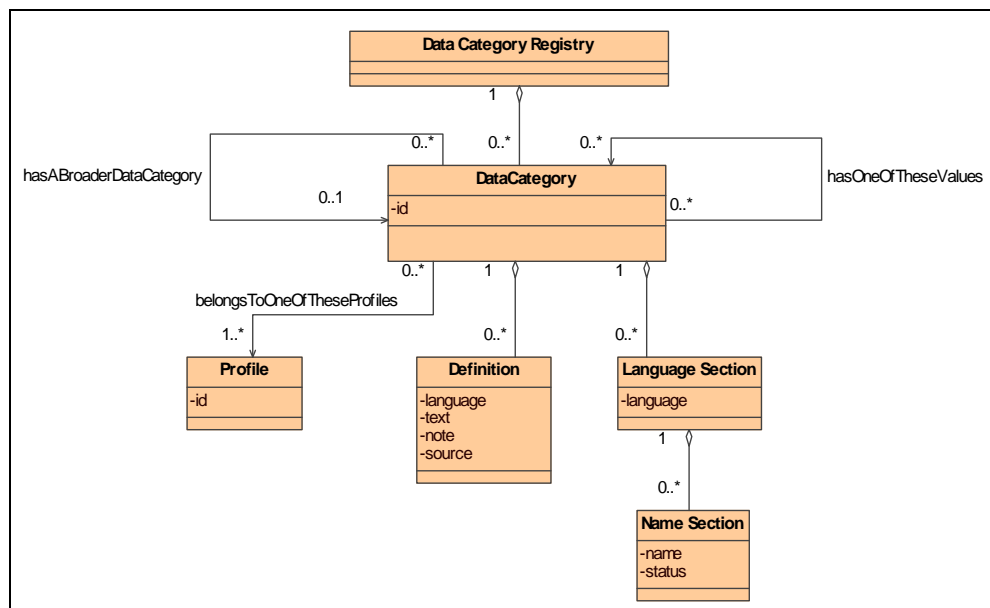 Data Category Registry
1
0..*
0..*
0..*
hasABroaderDataCategory
DataCategory
hasOneOfTheseValues
0..1
-id
0..*
0..*
1
1
belongsToOneOfTheseProfiles
1..*
0..*
0..*
Profile
Definition
Language Section
-id
-language
-language
-text
-note
-source
1
0..*
Name Section
-name
-status